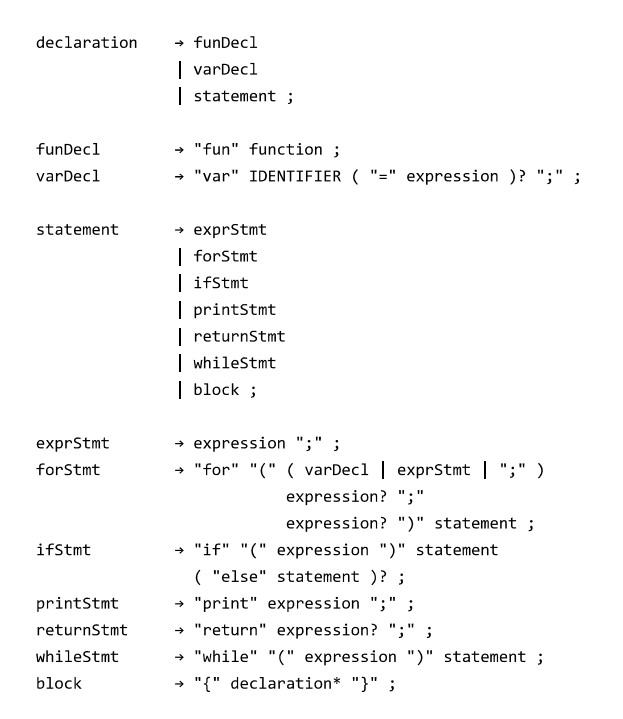 declaration    → funDecl
               | varDecl
               | statement ;

funDecl        → "fun" function ;
varDecl        → "var" IDENTIFIER ( "=" expression )? ";" ;

statement      → exprStmt
               | forStmt
               | ifStmt
               | printStmt
               | returnStmt
               | whileStmt
               | block ;

exprStmt       → expression ";" ;
forStmt        → "for" "(" ( varDecl | exprStmt | ";" )
                           expression? ";"
                           expression? ")" statement ;
ifStmt         → "if" "(" expression ")" statement
                 ( "else" statement )? ;
printStmt      → "print" expression ";" ;
returnStmt     → "return" expression? ";" ;
whileStmt      → "while" "(" expression ")" statement ;
block          → "{" declaration* "}" ;